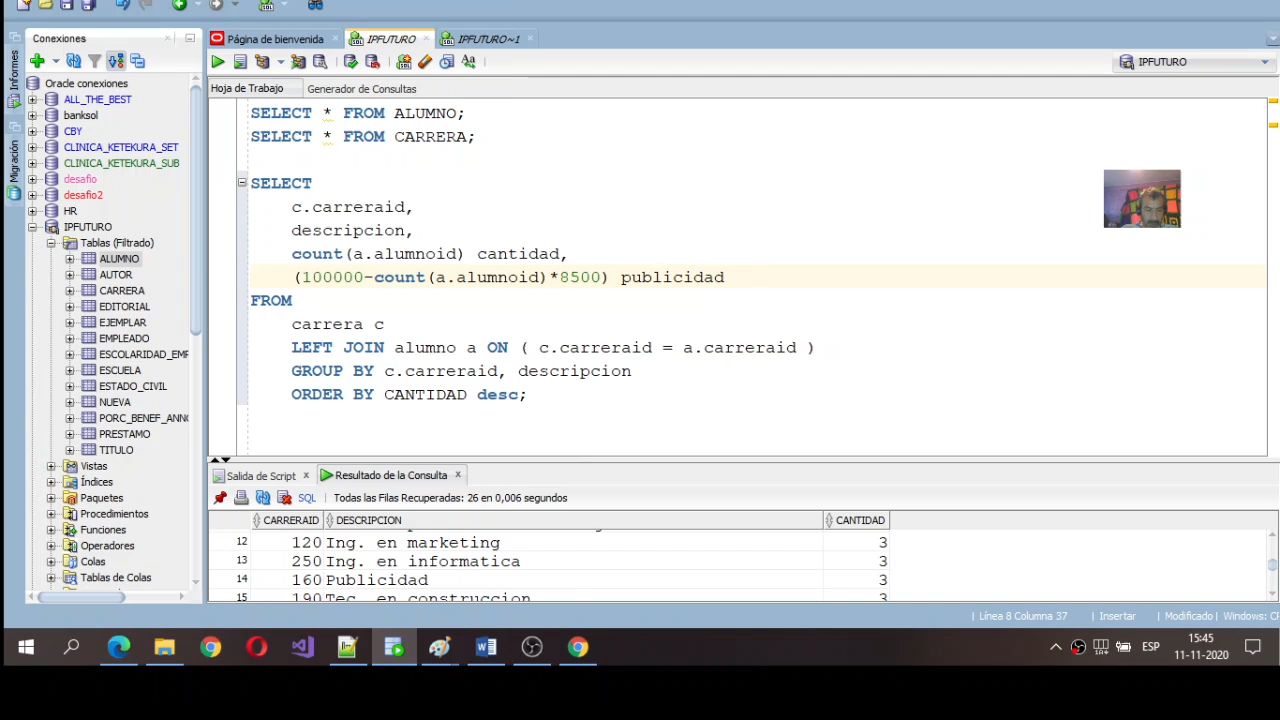 Conexiones
Página de bienvenida
IPFUTURO
IPFUTURO~1
Informes
Migración
IPFUTURO
Hoja de Trabajo
Generador de Consultas
Oracle conexiones
ALL_THE_BEST
banksol
CBY
CLINICA_KETEKURA_SET
CLINICA_KETEKURA_SUB
desafio
desafio2
HR
IPFUTURO
Tablas (Filtrado)
ALUMNO
AUTOR
CARRERA
EDITORIAL
EJEMPLAR
EMPLEADO
ESCOLARIDAD_EMP
ESCUELA
ESTADO_CIVIL
NUEVA
PORC_BENEF_ANNO
PRESTAMO
TITULO
Vistas
Índices
Paquetes
Procedimientos
Funciones
Operadores
Colas
Tablas de Colas
SELECT * FROM ALUMNO;
SELECT * FROM CARRERA;
SELECT
c.carreraid,
descripcion,
count(a.alumnoid) cantidad,
(100000-count(a.alumnoid)*8500) publicidad
FROM
carrera c
LEFT JOIN alumno a ON ( c.carreraid = a.carreraid )
GROUP BY c.carreraid, descripcion
ORDER BY CANTIDAD desc;
Salida de Script
Resultado de la Consulta
SQL
Todas las Filas Recuperadas: 26 en 0,006 segundos
CARRERAID DESCRIPCION CANTIDAD
12 120 Ing. en marketing 3
13 250 Ing. en informatica 3
14 160 Publicidad 3
15 190 Tec. en construccion 3
Línea 8 Columna 37
Insertar
Modificado
Windows: CF
ESP
15:45
11-11-2020